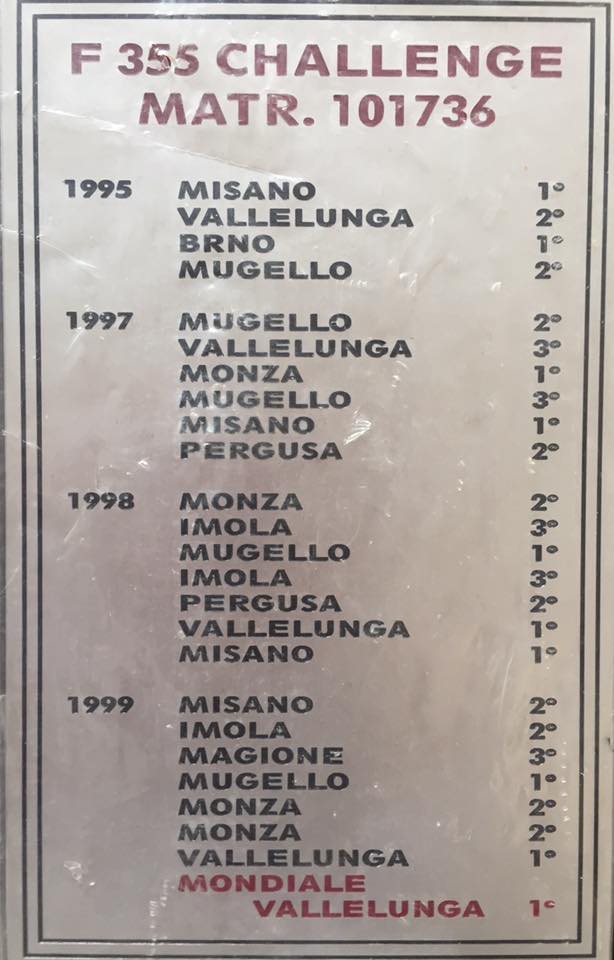 F 355 CHALLENGE
MATR. 101736
1995 MISANO 1°
VALLELUNGA 2°
BRNO 1°
MUGELLO 2°
1997 MUGELLO 2°
VALLELUNGA 3°
MONZA 1°
MUGELLO 3°
MISANO 1°
PERGUSA 2°
1998 MONZA 2°
IMOLA 3°
MUGELLO 1°
IMOLA 3°
PERGUSA 2°
VALLELUNGA 1°
MISANO 1°
1999 MISANO 2°
IMOLA 2°
MAGIONE 3°
MUGELLO 1°
MONZA 2°
MONZA 2°
VALLELUNGA 1°
MONDIALE
VALLELUNGA 1°